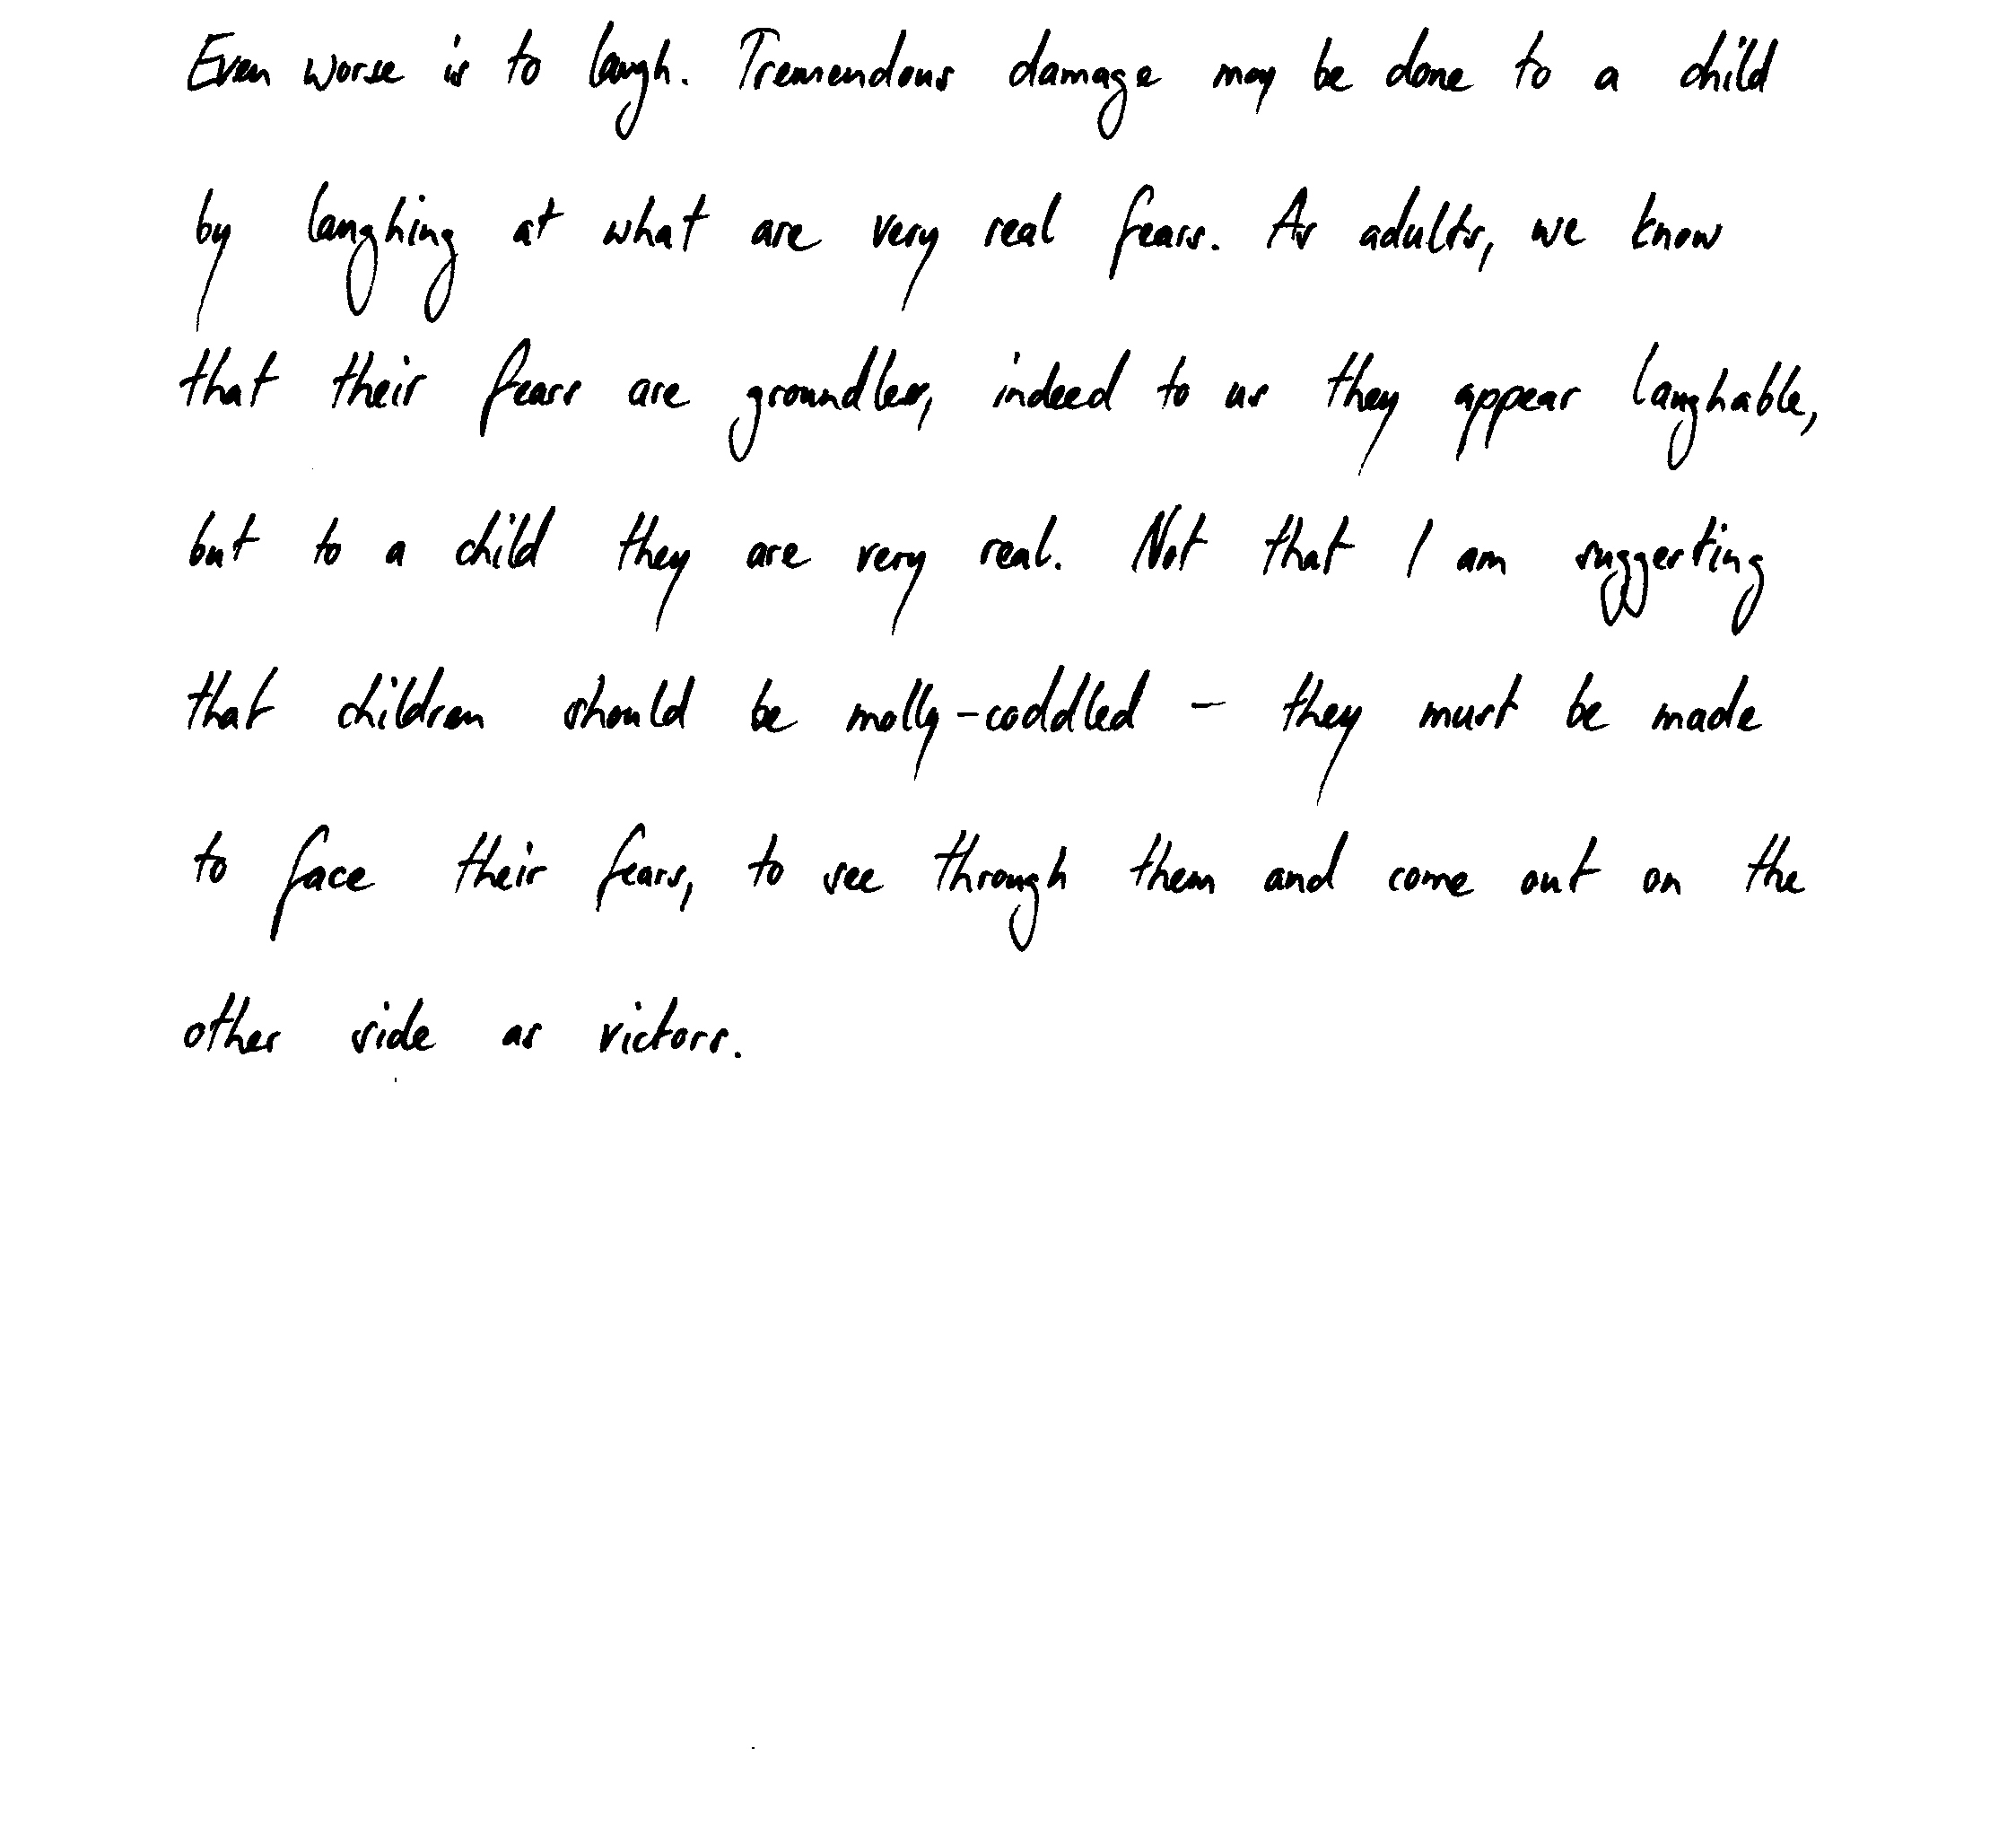 Even worse is to laugh. Tremendous damage may be done to a child
by laughing at what are very real fears. As adults, we know
that their fears are groundless, indeed to us they appear laughable,
but to a child they are very real. Not that I am suggesting
that children should be molly-coddled - they must be made
to face their fears, to see through them and come out on the
other side as victors.